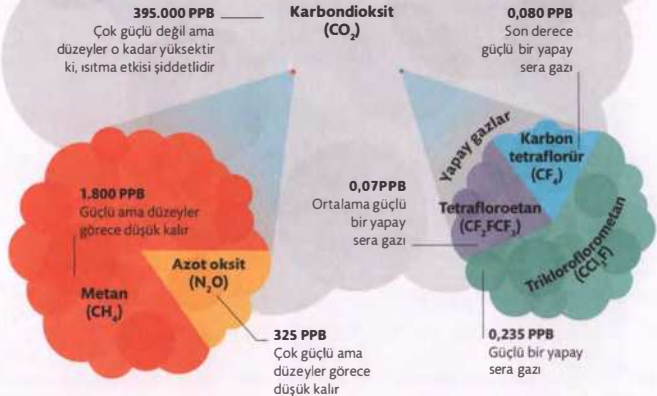 395.000 PPB
Çok güçlü değil ama
düzeyler o kadar yüksektir
ki, ısıtma etkisi şiddetlidir
Karbondioksit
(CO₂)
0,080 PPB
Son derece
güçlü bir yapay
sera gazı
Yapay gazlar
Karbon
tetraflorür
(CF₄)
1.800 PPB
Güçlü ama düzeyler
görece düşük kalır
0,07PPB
Ortalama güçlü
bir yapay
sera gazı
Tetrafloroetan
(CF₂FCF₃)
Trikloroflorometan
(CCl₃F)
Azot oksit
(N₂O)
Metan
(CH₄)
325 PPB
Çok güçlü ama
düzeyler görece
düşük kalır
0,235 PPB
Güçlü bir yapay
sera gazı